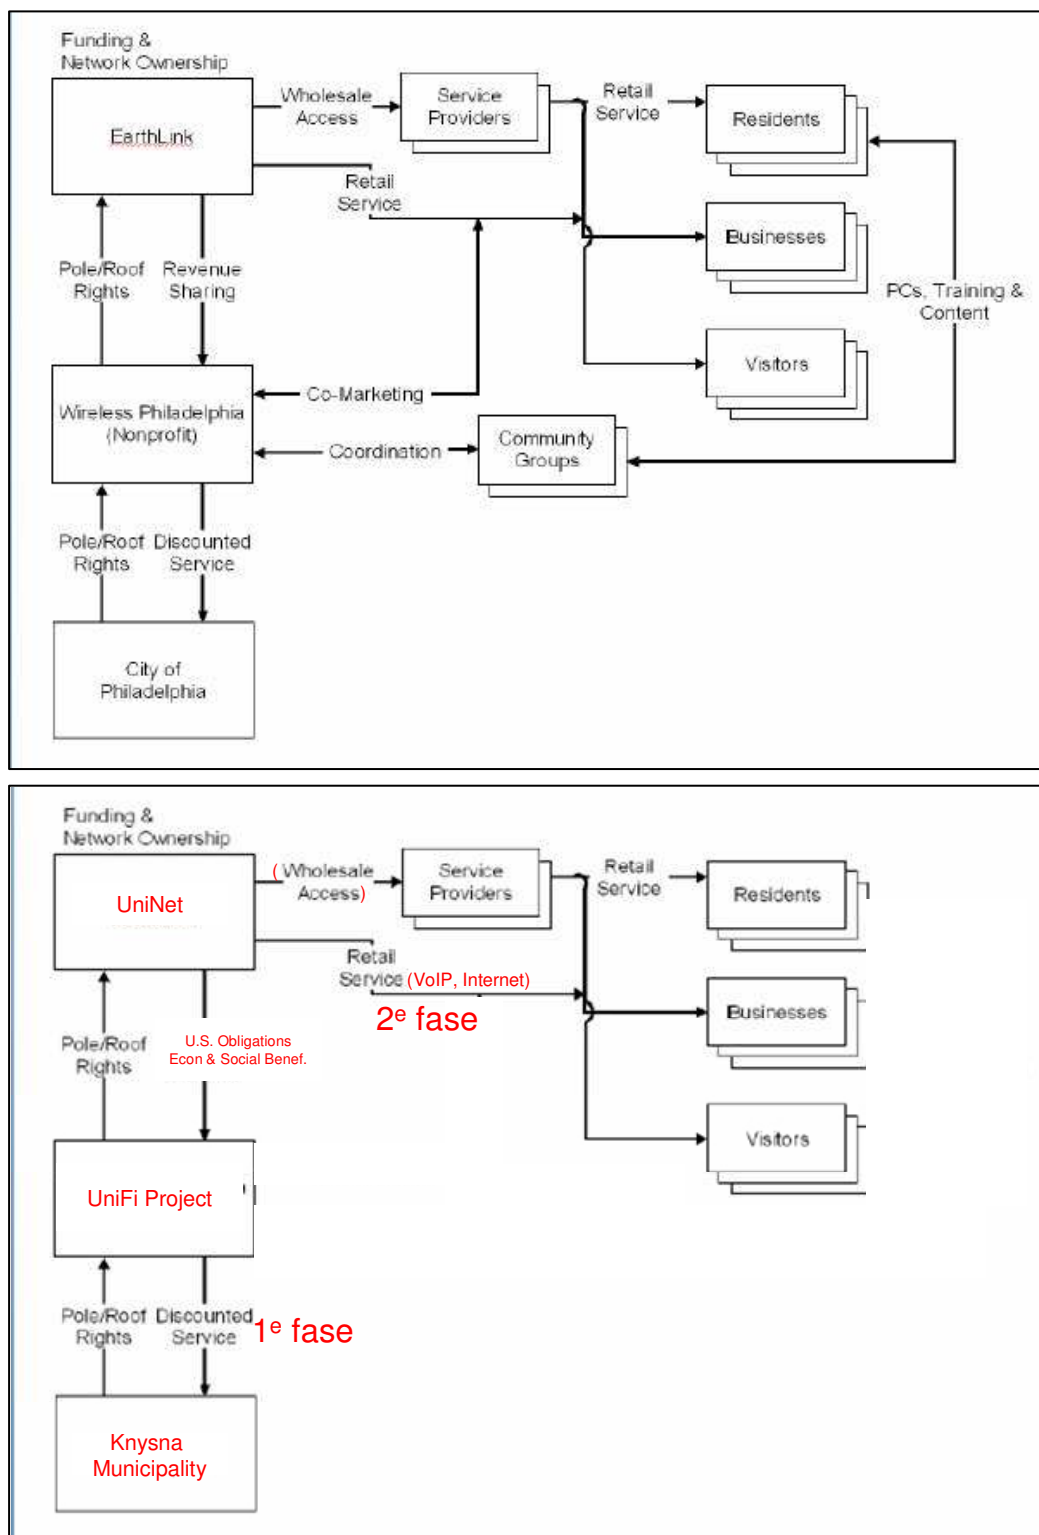 Funding &
Network Ownership
EarthLink
Wholesale
Access
Service
Providers
Retail
Service
Residents
Retail
Service
Businesses
Pole/Roof
Rights
Revenue
Sharing
PCs, Training &
Content
Visitors
Wireless Philadelphia
(Nonprofit)
Co-Marketing
Coordination
Community
Groups
Pole/Roof
Rights
Discounted
Service
City of
Philadelphia
Funding &
Network Ownership
UniNet
(Wholesale
Access)
Service
Providers
Retail
Service
Residents
Retail
Service (VoIP, Internet)
2e fase
Businesses
Pole/Roof
Rights
U.S. Obligations
Econ & Social Benef.
Visitors
UniFi Project
Pole/Roof
Rights
Discounted
Service
1e fase
Knysna
Municipality